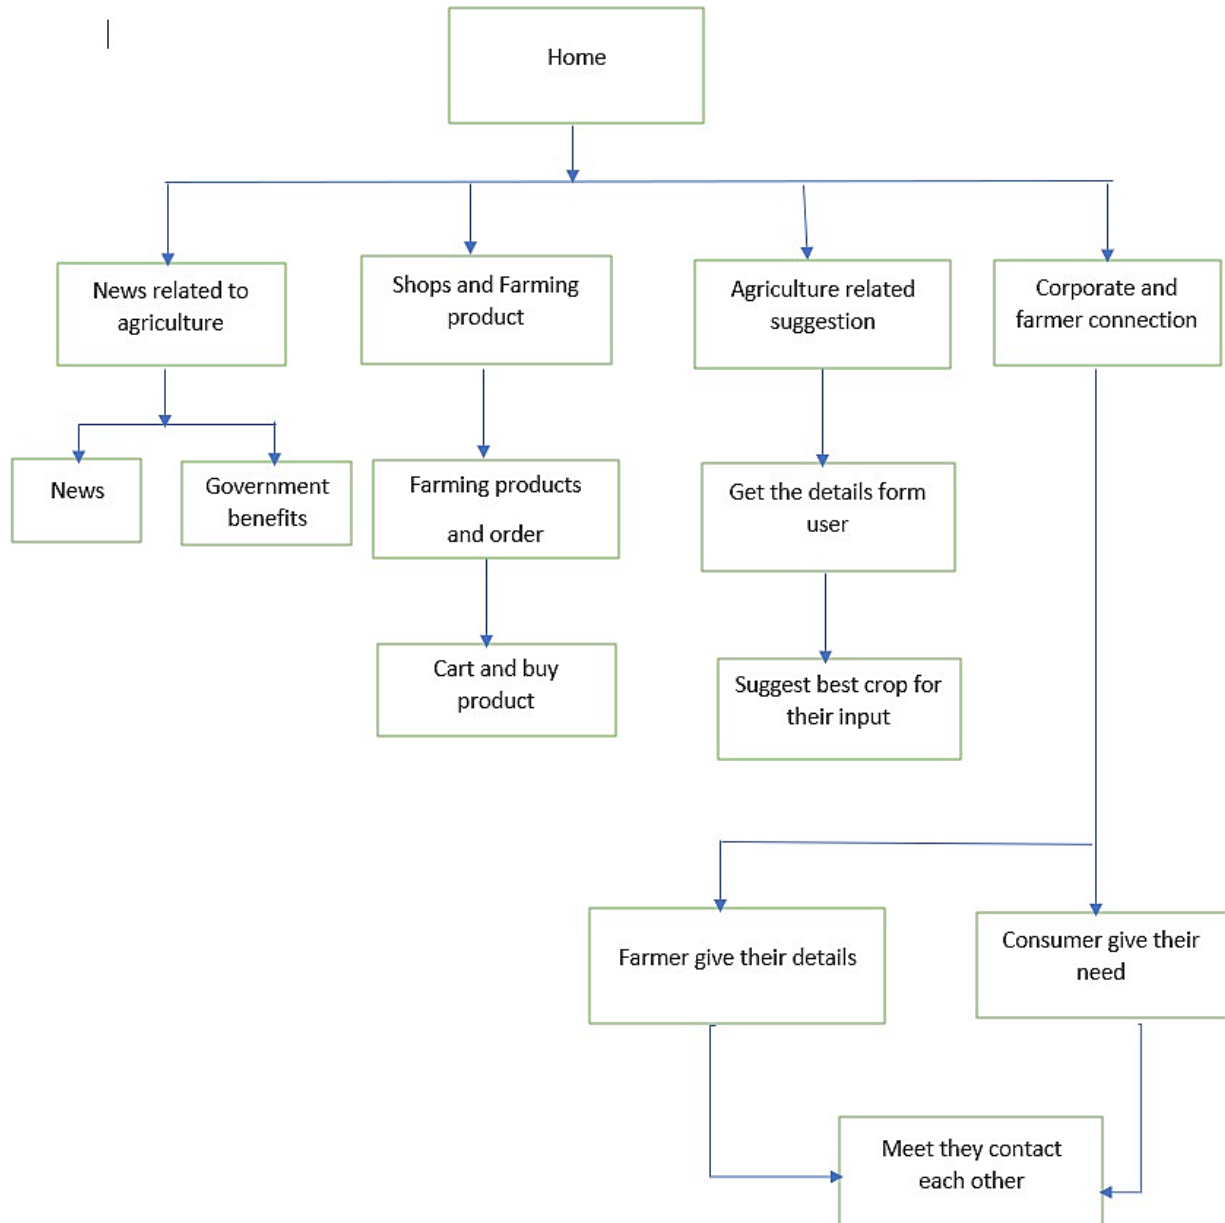 Home
News related to
agriculture
Shops and Farming
product
Agriculture related
suggestion
Corporate and
farmer connection
News
Government
benefits
Farming products
and order
Get the details form
user
Cart and buy
product
Suggest best crop for
their input
Farmer give their details
Consumer give their
need
Meet they contact
each other